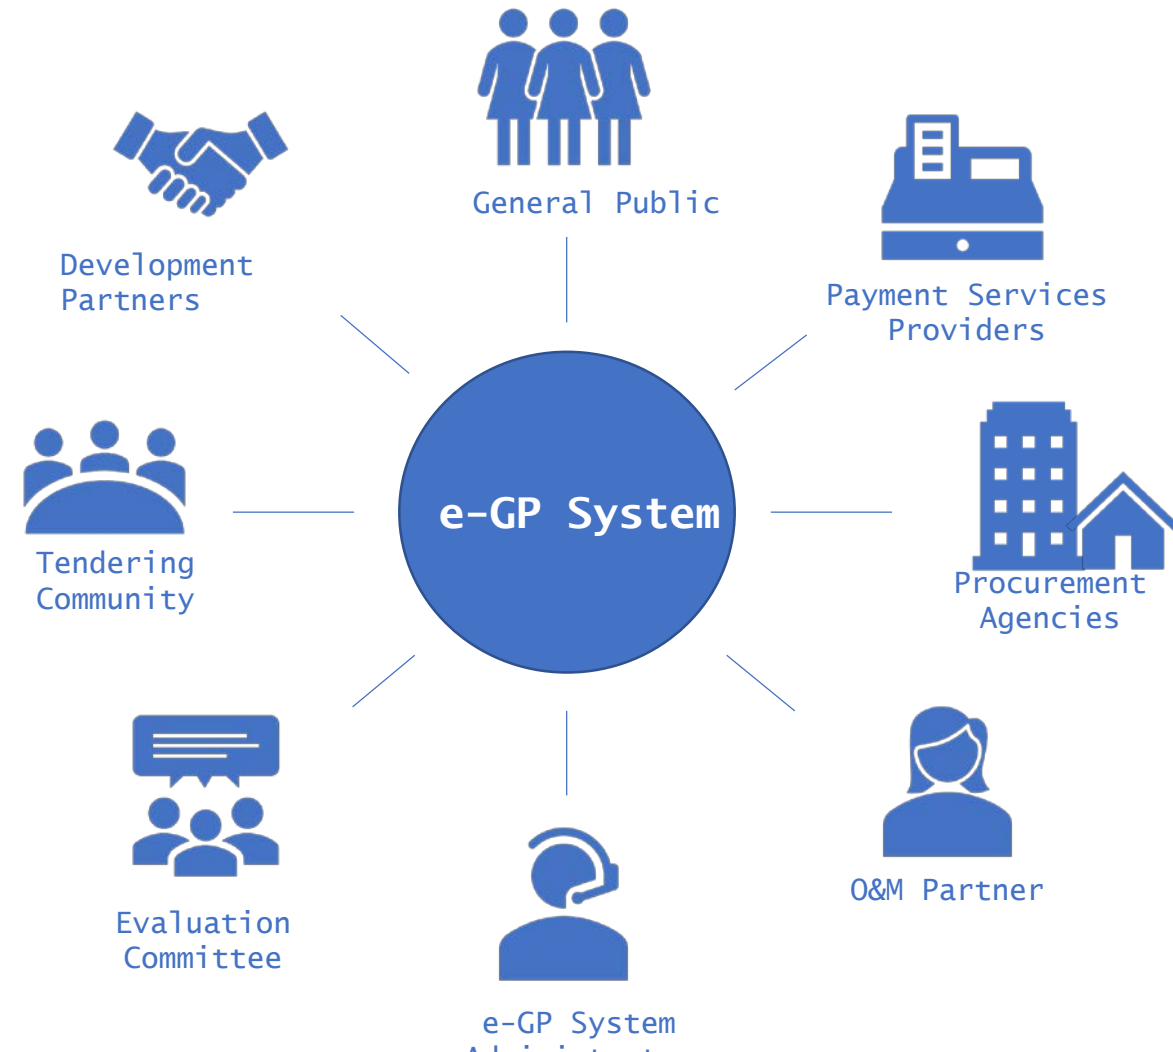 General Public
Development
Partners
Payment Services
Providers
e-GP System
Tendering
Community
Procurement
Agencies
O&M Partner
Evaluation
Committee
e-GP System